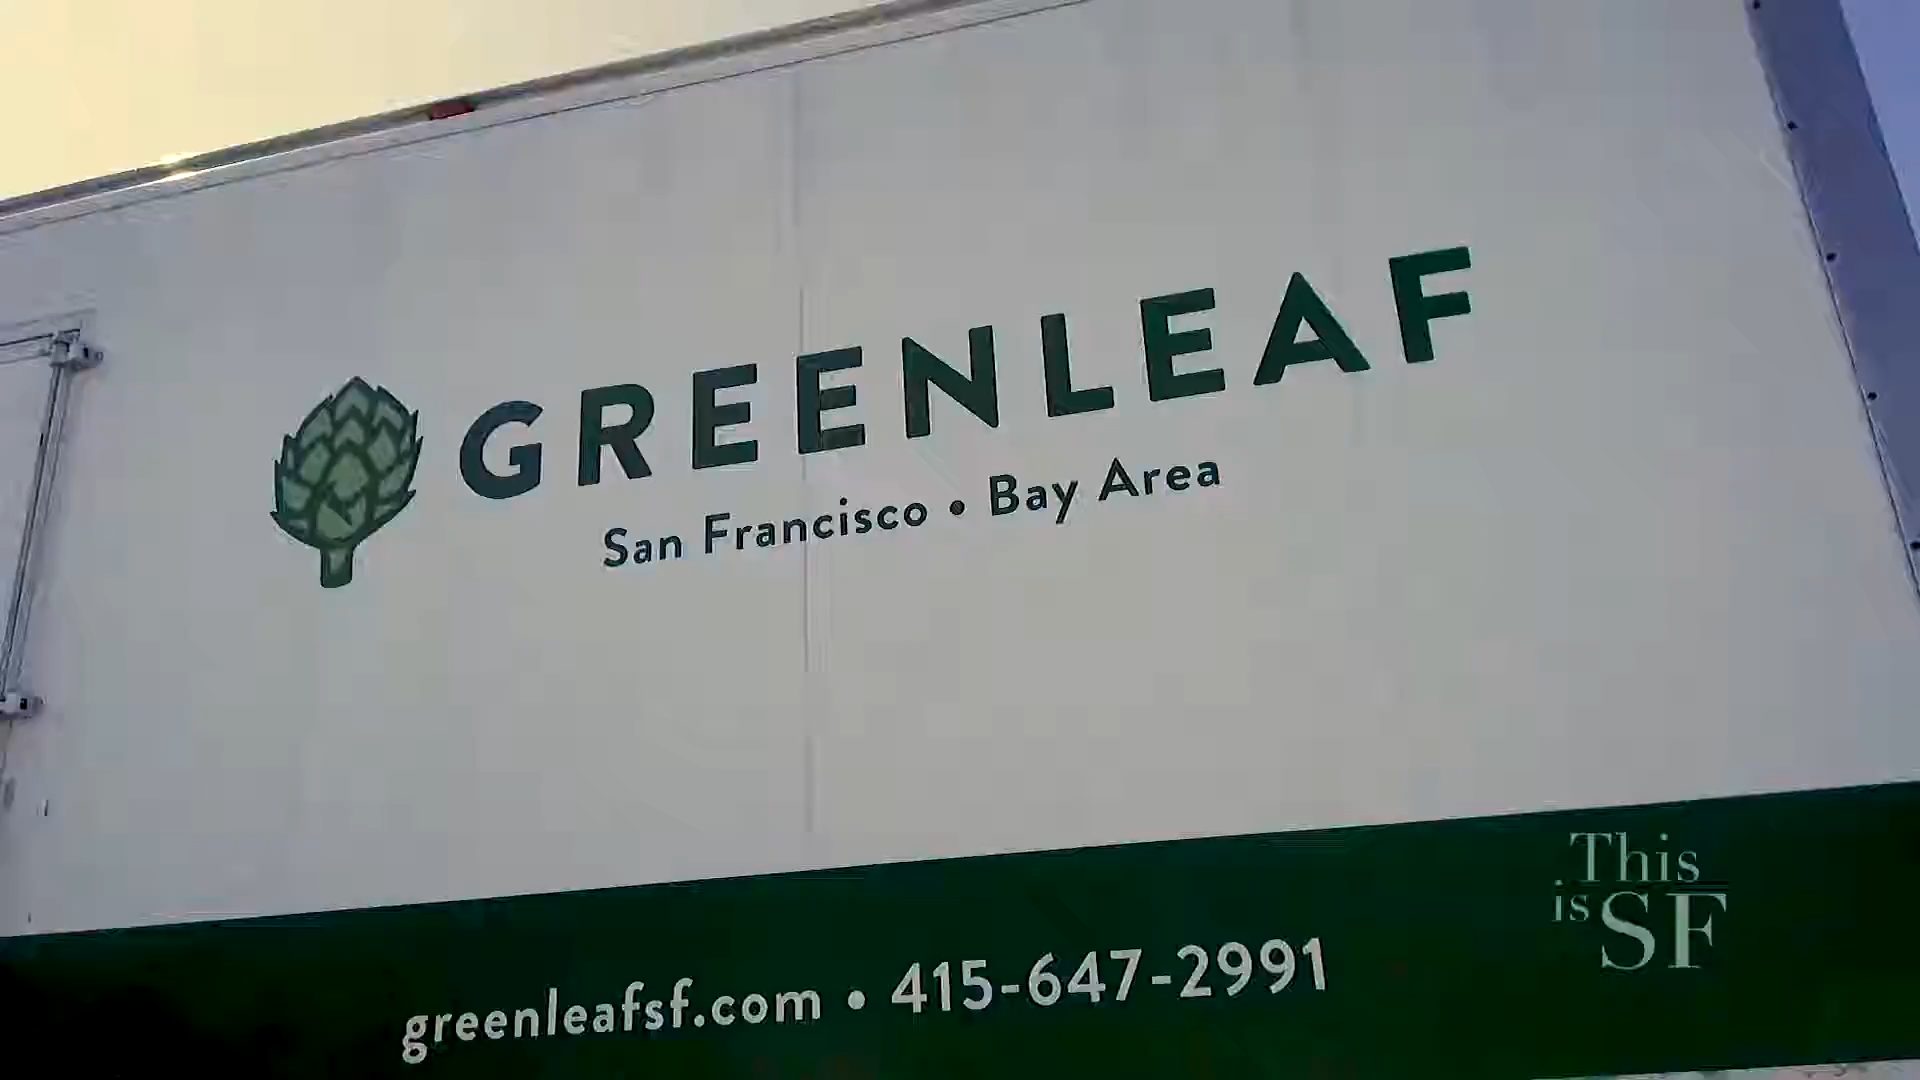 GREENLEAF
San Francisco • Bay Area
greenleafsf.com • 415-647-2991
This
is SF